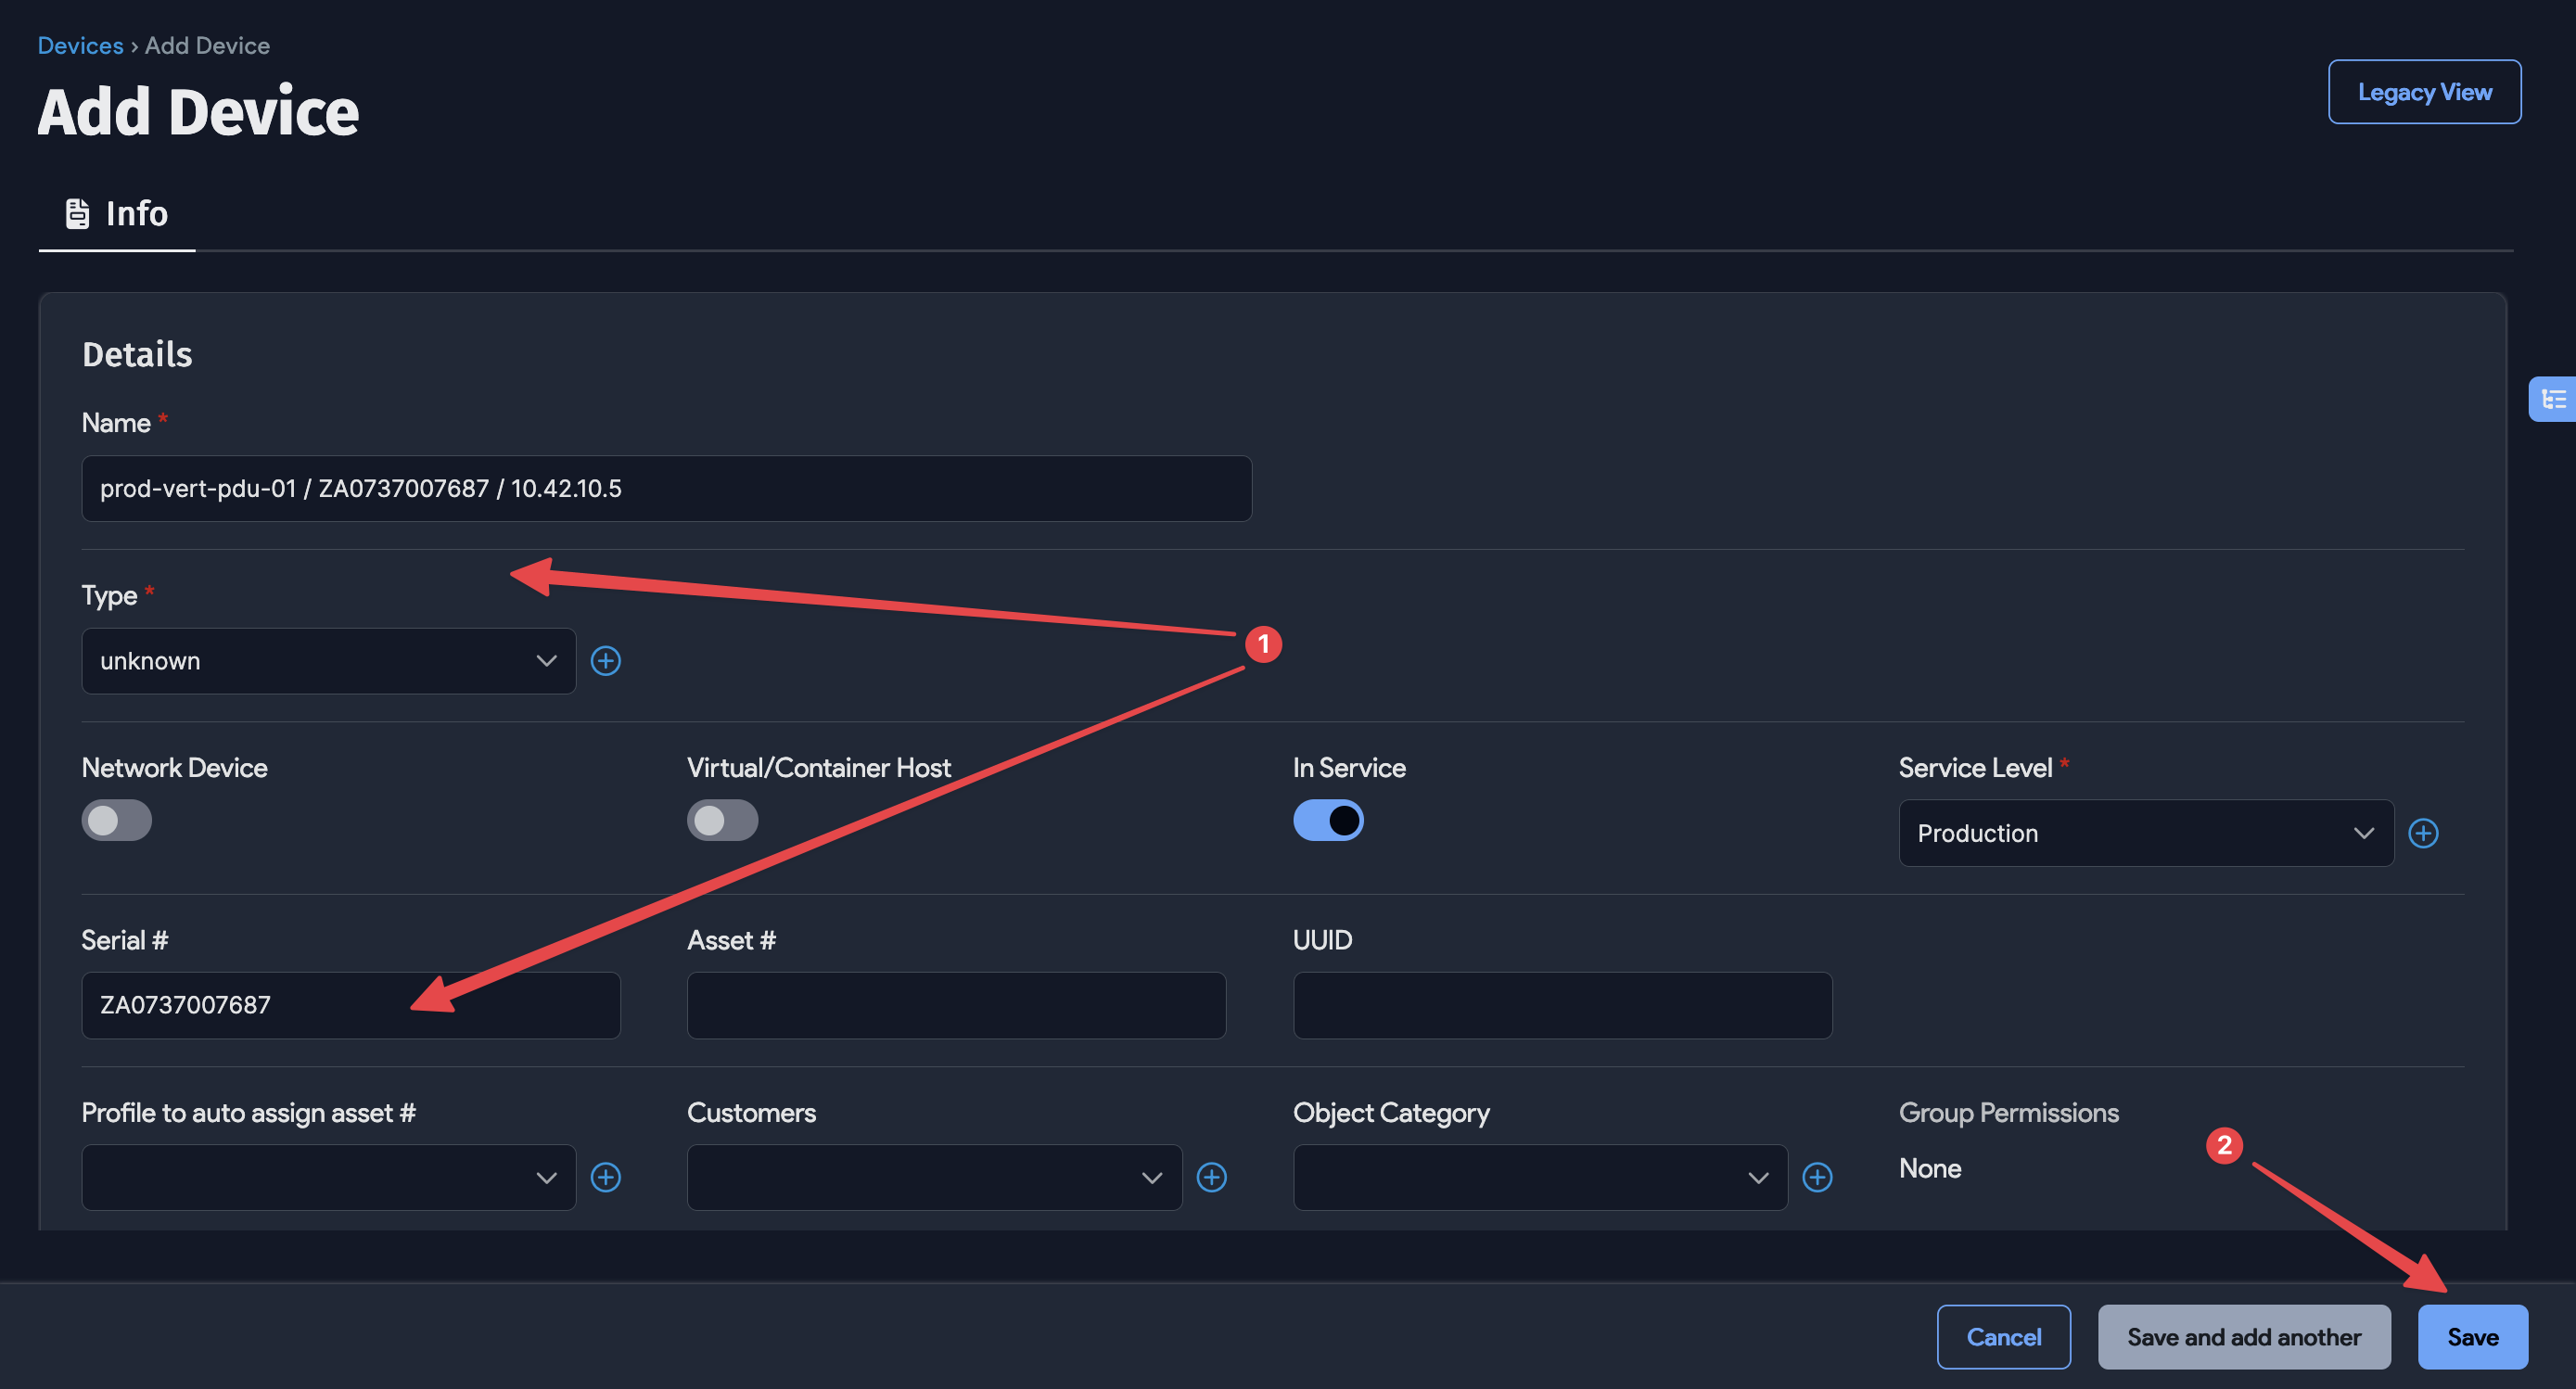 Devices › Add Device
Add Device
Legacy View
Info
Details
Name *
prod-vert-pdu-01 / ZA0737007687 / 10.42.10.5
Type *
1
unknown
Network Device Virtual/Container Host In Service Service Level *
Production
Serial # Asset # UUID
ZA0737007687
Profile to auto assign asset # Customers Object Category Group Permissions
2
None
Cancel Save and add another Save